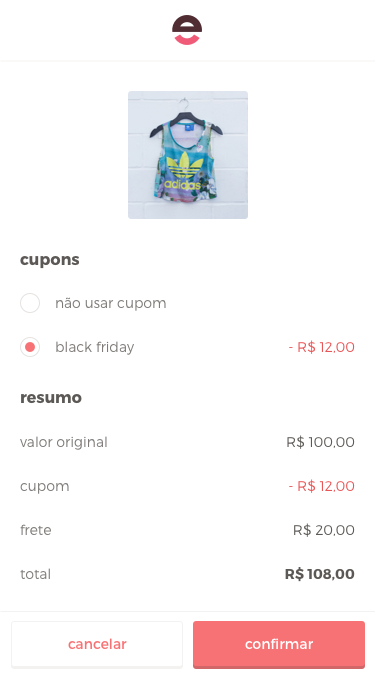 adidas
cupons
não usar cupom
black friday - R$ 12,00
resumo
valor original R$ 100,00
cupom - R$ 12,00
frete R$ 20,00
total R$ 108,00
cancelar confirmar